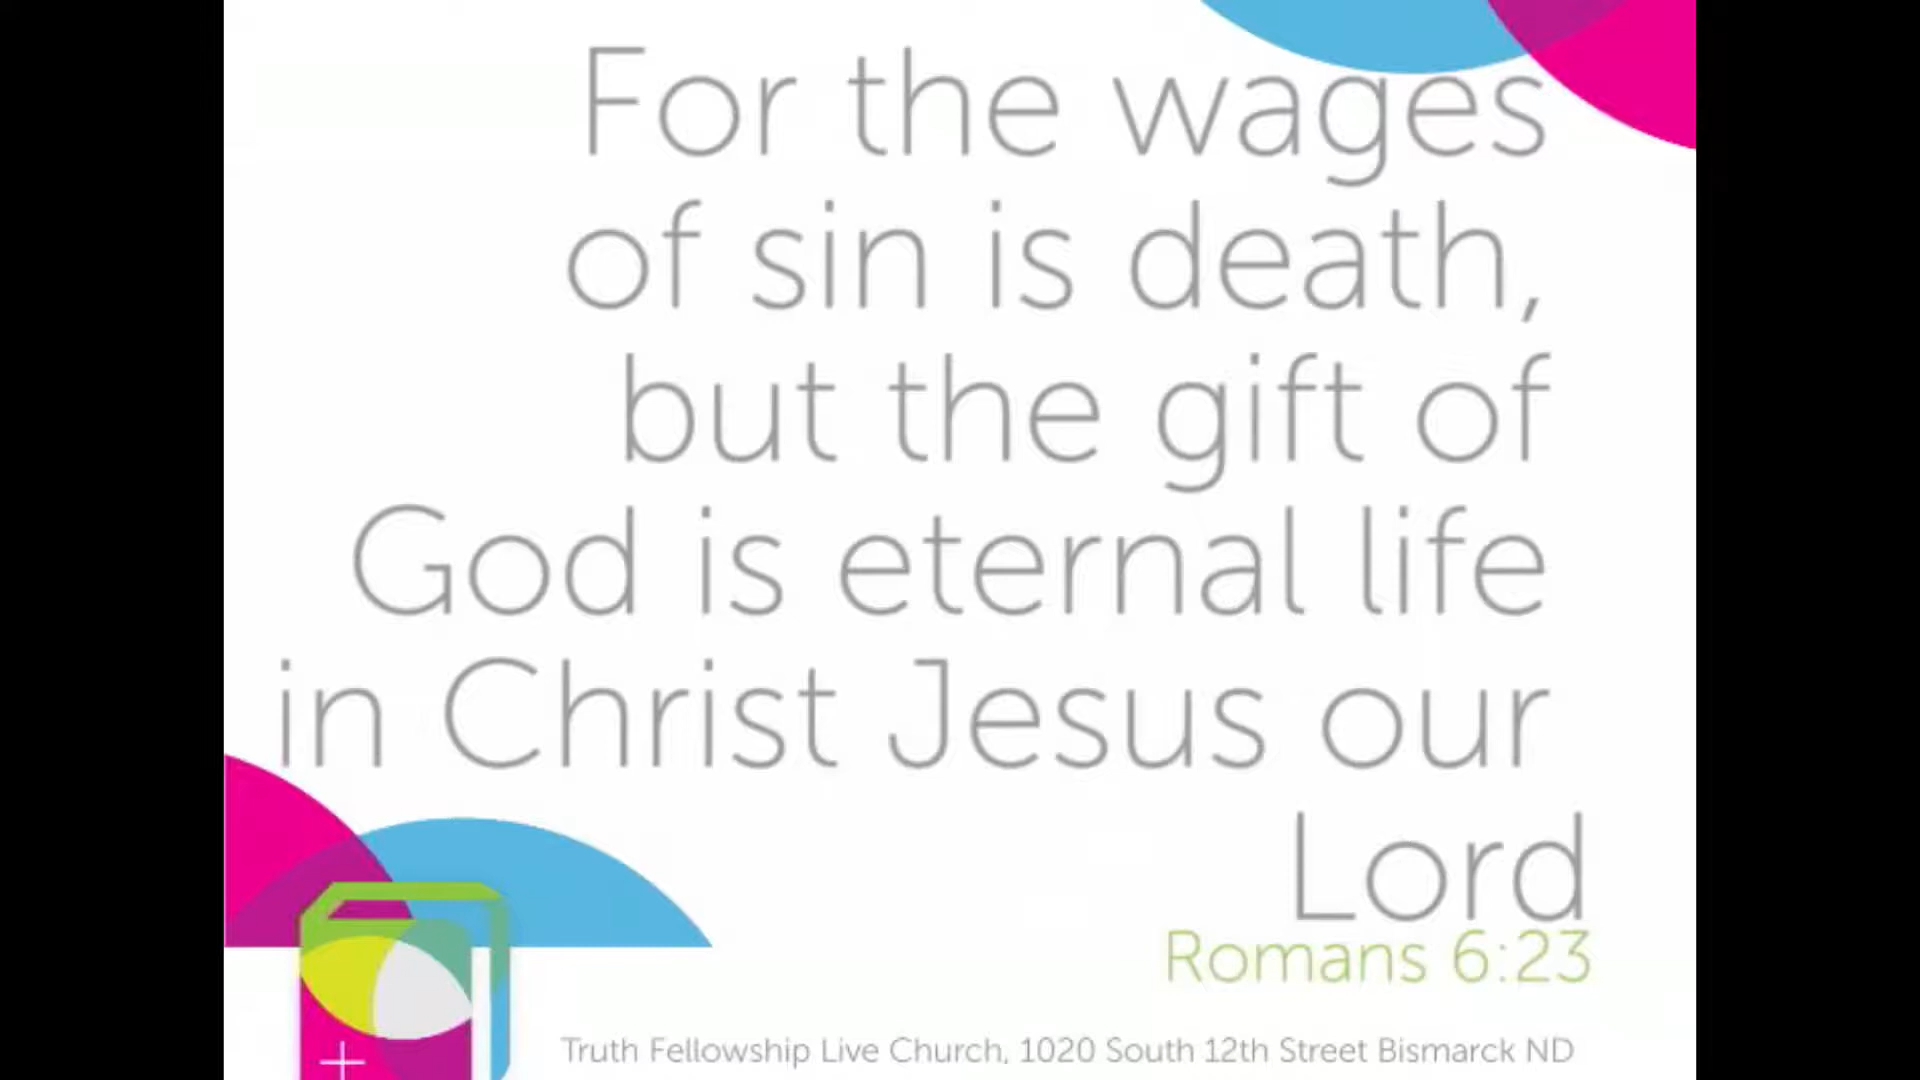 For the wages
of sin is death,
but the gift of
God is eternal life
in Christ Jesus our
Lord
Romans 6:23
Truth Fellowship Live Church, 1020 South 12th Street Bismarck ND